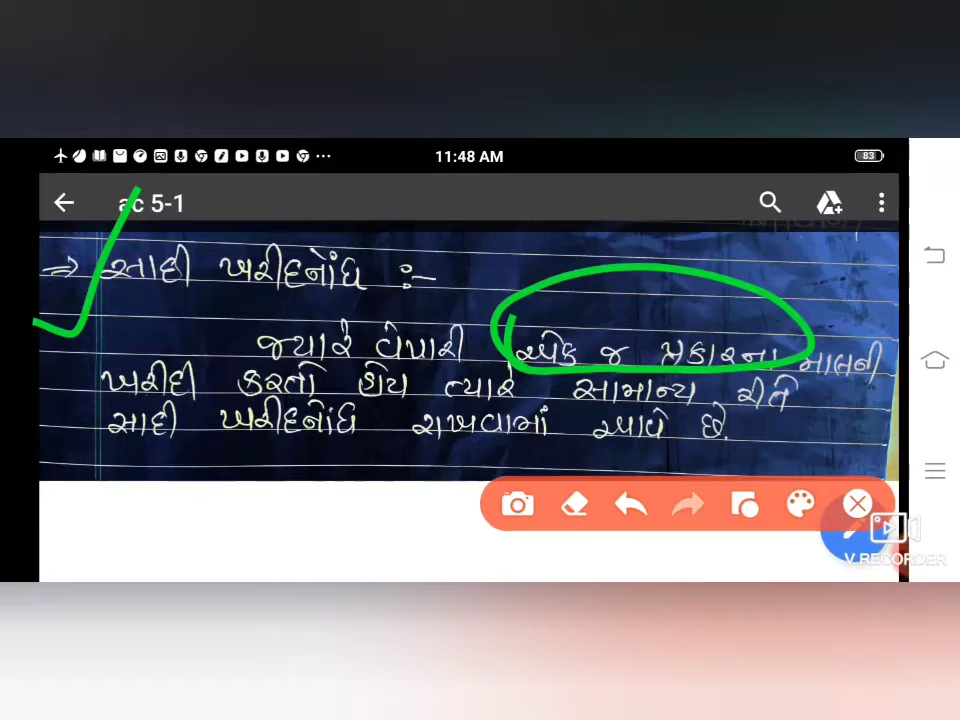 11:48 AM
83
ac 5-1
⇒ સાદી ખરીદનોંધ :-
જ્યારે વેપારી એક જ પ્રકારના માલની
ખરીદી કરતો હોય ત્યારે સામાન્ય રીતે
સાદી ખરીદનોંધ રાખવામાં આવે છે.
V RECORDER